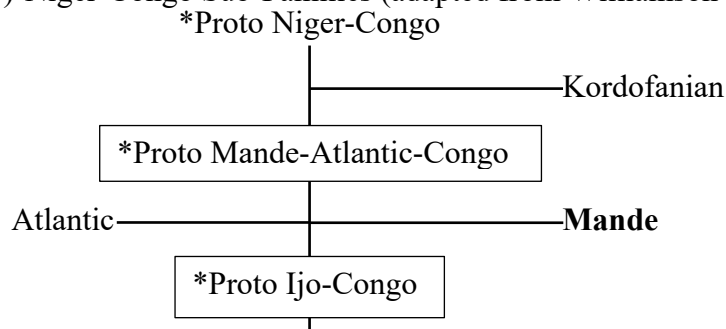 ) Niger-Congo Sub-Families (adapted from Williamson
*Proto Niger-Congo
Kordofanian
*Proto Mande-Atlantic-Congo
Atlantic Mande
*Proto Ijo-Congo